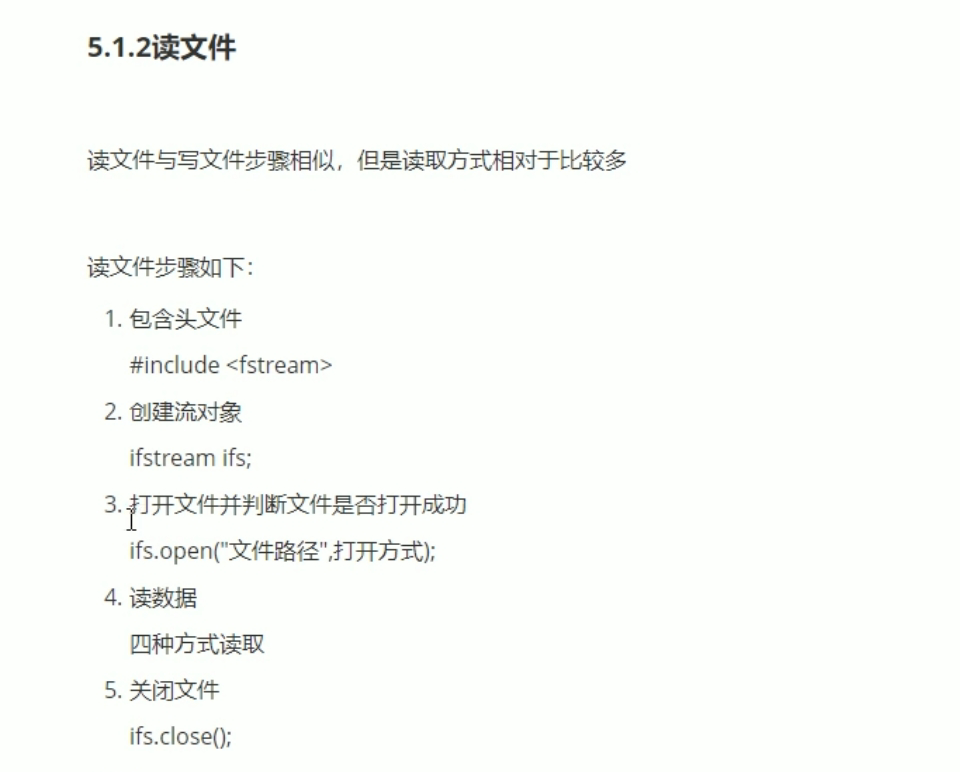 5.1.2读文件
读文件与写文件步骤相似，但是读取方式相对于比较多
读文件步骤如下：
1. 包含头文件
#include <fstream>
2. 创建流对象
ifstream ifs;
3. 打开文件并判断文件是否打开成功
ifs.open("文件路径",打开方式);
4. 读数据
四种方式读取
5. 关闭文件
ifs.close();